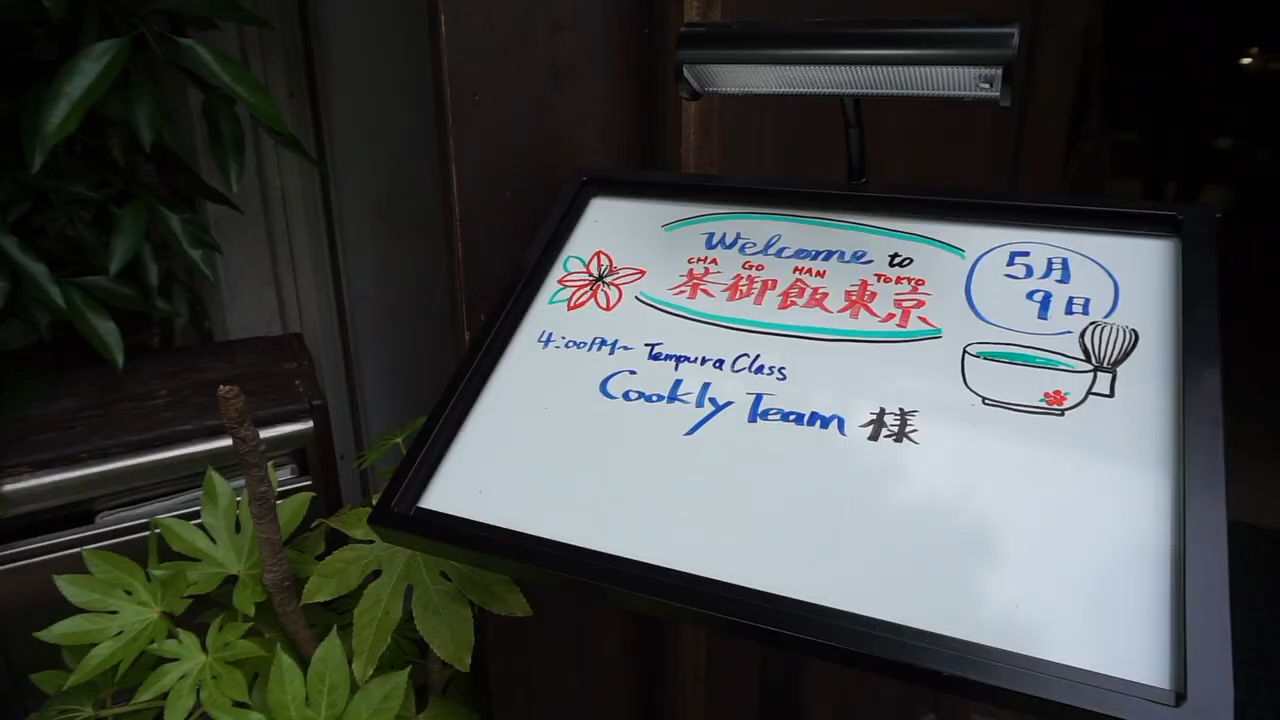 Welcome to
CHA GO HAN TOKYO
茶御飯東京
5月
9日
4:00PM~ Tempura Class
Cookly Team 様